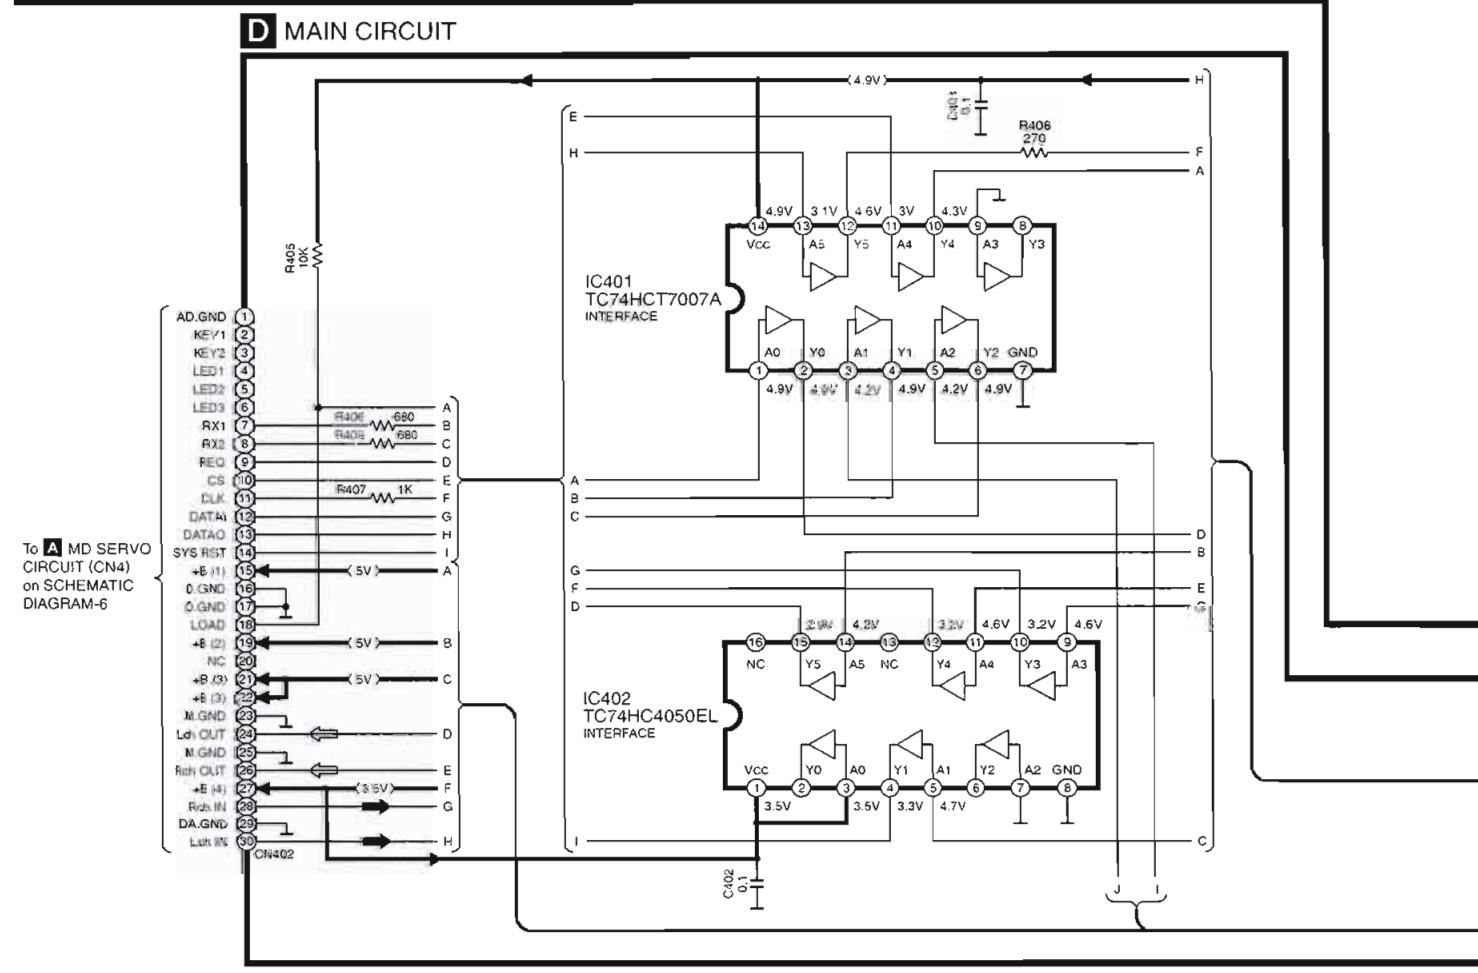 D MAIN CIRCUIT
(4.9V)
H
0.1
E
R408
270
H
F
A
4.9V 3.1V 4.6V 3V 4.3V
14 13 12 11 10 9 8
Vcc A5 Y5 A4 Y4 A3 Y3
R405
10K
IC401
TC74HCT7007A
INTERFACE
A0 Y0 A1 Y1 A2 Y2 GND
1 2 3 4 5 6 7
4.9V 4.9V 4.2V 4.9V 4.2V 4.9V
AD.GND 1
KEY1 2
KEY2 3
LED1 4
LED2 5
LED3 6 A
R406 680
RX1 7 B
680
RX2 8 C
REQ 9 D
CS 10 E
R407 1K
CLK 11 F
DATAI 12 G
DATAO 13 H
SYS RST 14 I
+B (1) 15 (5V) A
D.GND 16
D.GND 17
LOAD 18
+B (2) 19 (5V) B
NC 20
+B (3) 21 (5V) C
+B (3) 22
M.GND 23
Lch OUT 24 D
M.GND 25
Rch OUT 26 E
+B (4) 27 (3.5V) F
Rch IN 28 G
DA.GND 29
Lch IN 30 H
CN402
To A MD SERVO
CIRCUIT (CN4)
on SCHEMATIC
DIAGRAM-6
A
B
C
D
B
G
F E
D G
2.9V 4.2V 3.2V 4.6V 3.2V 4.6V
16 15 14 13 12 11 10 9
NC Y5 A5 NC Y4 A4 Y3 A3
IC402
TC74HC4050EL
INTERFACE
Vcc Y0 A0 Y1 A1 Y2 A2 GND
1 2 3 4 5 6 7 8
3.5V 3.5V 3.3V 4.7V
I C
C402
0.1
J I